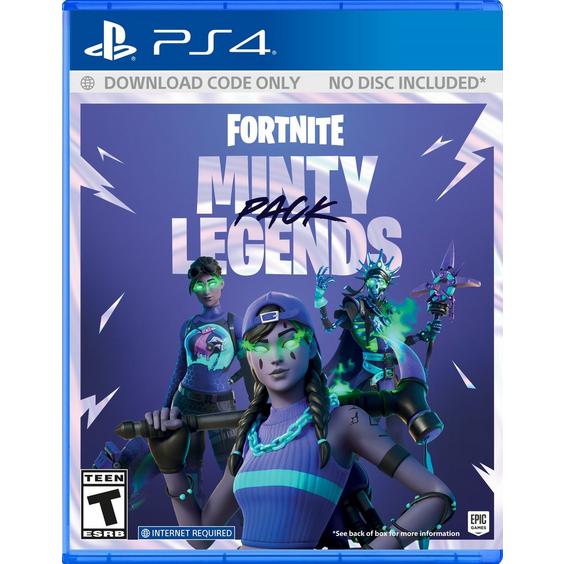 PS4
DOWNLOAD CODE ONLY NO DISC INCLUDED*
FORTNITE
MINTY
PACK
LEGENDS
TEEN
T
ESRB
INTERNET REQUIRED
*See back of box for more information
EPIC
GAMES